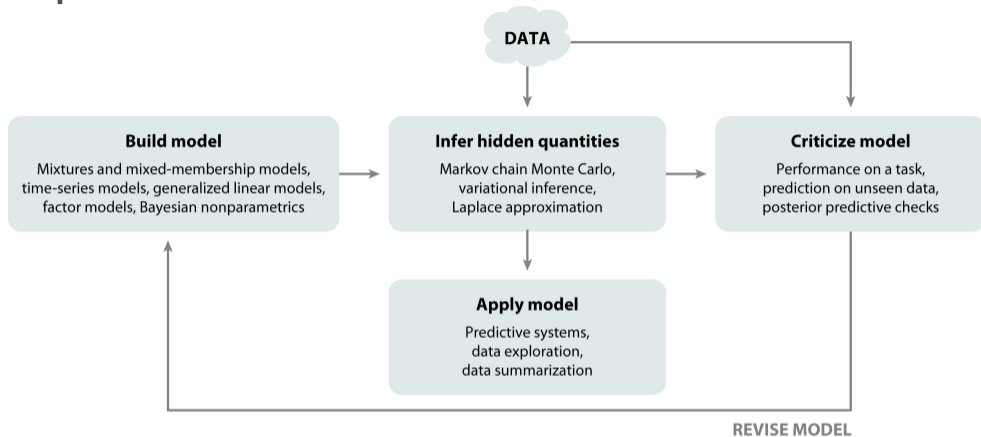 DATA
Build model
Mixtures and mixed-membership models,
time-series models, generalized linear models,
factor models, Bayesian nonparametrics
Infer hidden quantities
Markov chain Monte Carlo,
variational inference,
Laplace approximation
Criticize model
Performance on a task,
prediction on unseen data,
posterior predictive checks
Apply model
Predictive systems,
data exploration,
data summarization
REVISE MODEL